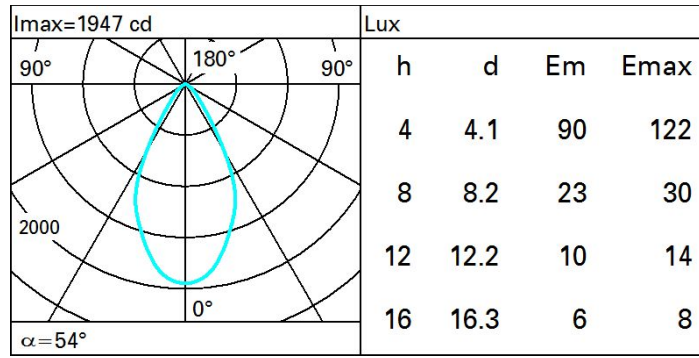 Imax=1947 cd
Lux
90° 180° 90°
2000
0°
α=54°
h d Em Emax
4 4.1 90 122
8 8.2 23 30
12 12.2 10 14
16 16.3 6 8